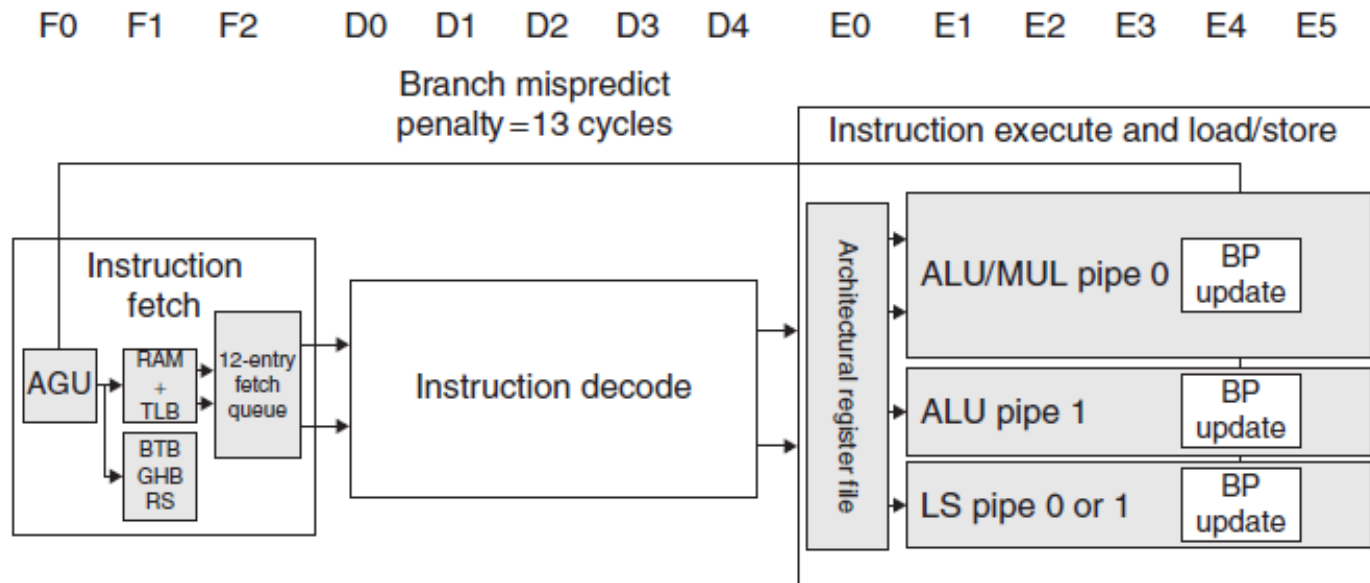 F0 F1 F2 D0 D1 D2 D3 D4 E0 E1 E2 E3 E4 E5
Branch mispredict
penalty=13 cycles
Instruction execute and load/store
Instruction
fetch
AGU
RAM
+
TLB
BTB
GHB
RS
12-entry
fetch
queue
Instruction decode
Architectural register file
ALU/MUL pipe 0
BP
update
ALU pipe 1
BP
update
LS pipe 0 or 1
BP
update